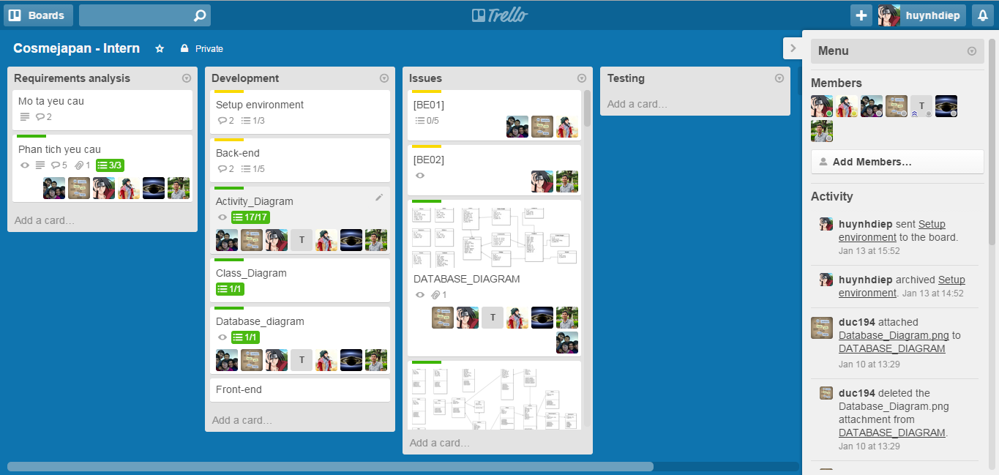 Boards
Trello
huynhdiep
Cosmejapan - Intern
Private
Requirements analysis
Mo ta yeu cau
2
Phan tich yeu cau
5 1 3/3
Add a card…
Development
Setup environment
2 1/3
Back-end
2 1/5
Activity_Diagram
17/17
T
Class_Diagram
1/1
Database_diagram
1/1
T
Front-end
Add a card…
Issues
[BE01]
0/5
[BE02]
DATABASE_DIAGRAM
1
T
Add a card…
Testing
Add a card…
Menu
Members
T
Add Members…
Activity
huynhdiep sent Setup
environment to the board.
Jan 13 at 15:52
huynhdiep archived Setup
environment. Jan 13 at 14:52
duc194 attached
Database_Diagram.png to
DATABASE_DIAGRAM
Jan 10 at 13:29
duc194 deleted the
Database_Diagram.png
attachment from
DATABASE_DIAGRAM.
Jan 10 at 13:29